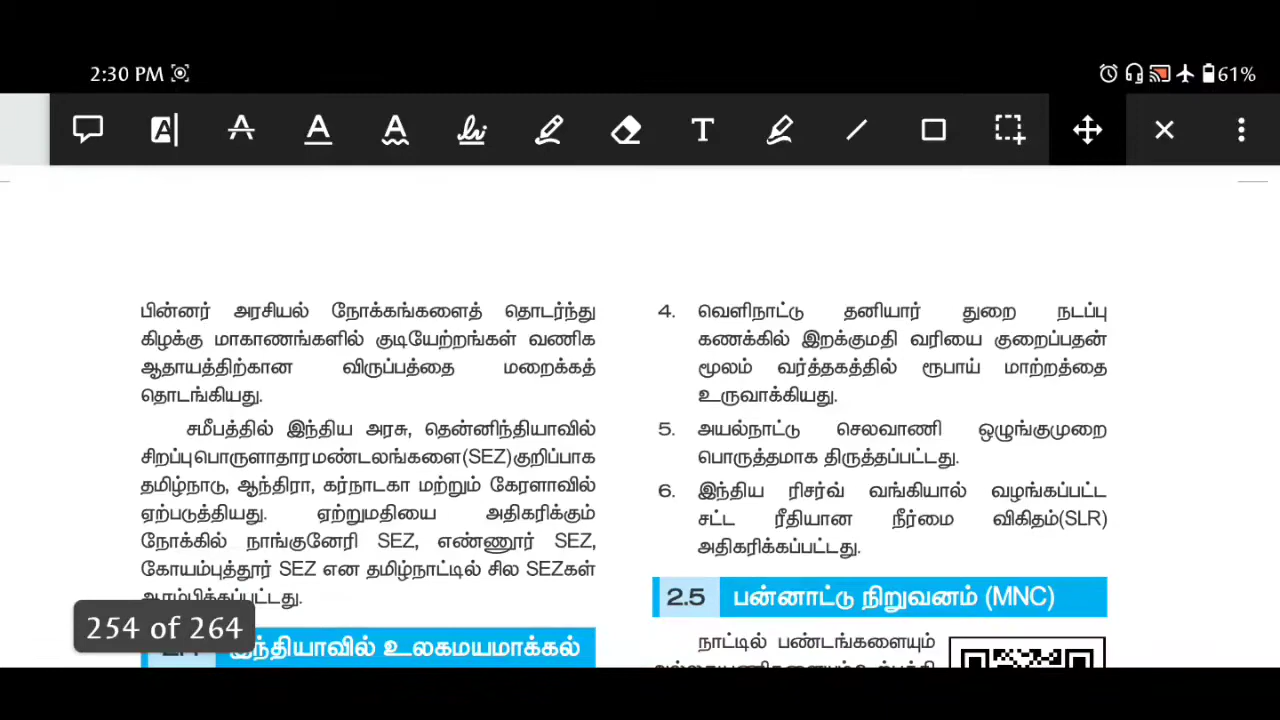 2:30 PM
61%
பின்னர் அரசியல் நோக்கங்களைத் தொடர்ந்து
கிழக்கு மாகாணங்களில் குடியேற்றங்கள் வணிக
ஆதாயத்திற்கான விருப்பத்தை மறைக்கத்
தொடங்கியது.
சமீபத்தில் இந்திய அரசு, தென்னிந்தியாவில்
சிறப்பு பொருளாதார மண்டலங்களை (SEZ) குறிப்பாக
தமிழ்நாடு, ஆந்திரா, கர்நாடகா மற்றும் கேரளாவில்
ஏற்படுத்தியது. ஏற்றுமதியை அதிகரிக்கும்
நோக்கில் நாங்குனேரி SEZ, எண்ணூர் SEZ,
கோயம்புத்தூர் SEZ என தமிழ்நாட்டில் சில SEZகள்
ஆரம்பிக்கப்பட்டது.
254 of 264
இந்தியாவில் உலகமயமாக்கல்
4. வெளிநாட்டு தனியார் துறை நடப்பு
கணக்கில் இறக்குமதி வரியை குறைப்பதன்
மூலம் வர்த்தகத்தில் ரூபாய் மாற்றத்தை
உருவாக்கியது.
5. அயல்நாட்டு செலவாணி ஒழுங்குமுறை
பொருத்தமாக திருத்தப்பட்டது.
6. இந்திய ரிசர்வ் வங்கியால் வழங்கப்பட்ட
சட்ட ரீதியான நீர்மை விகிதம்(SLR)
அதிகரிக்கப்பட்டது.
2.5 பன்னாட்டு நிறுவனம் (MNC)
நாட்டில் பண்டங்களையும்